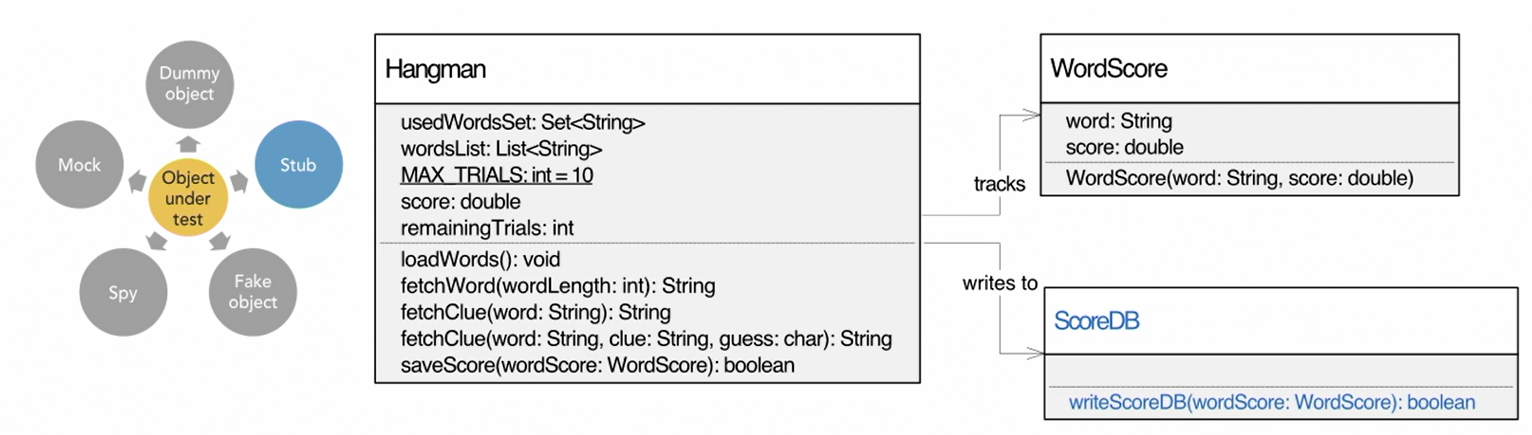 Dummy
object
Mock
Stub
Object
under
test
Spy
Fake
object
Hangman
usedWordsSet: Set<String>
wordsList: List<String>
MAX_TRIALS: int = 10
score: double
remainingTrials: int
loadWords(): void
fetchWord(wordLength: int): String
fetchClue(word: String): String
fetchClue(word: String, clue: String, guess: char): String
saveScore(wordScore: WordScore): boolean
tracks
writes to
WordScore
word: String
score: double
WordScore(word: String, score: double)
ScoreDB
writeScoreDB(wordScore: WordScore): boolean